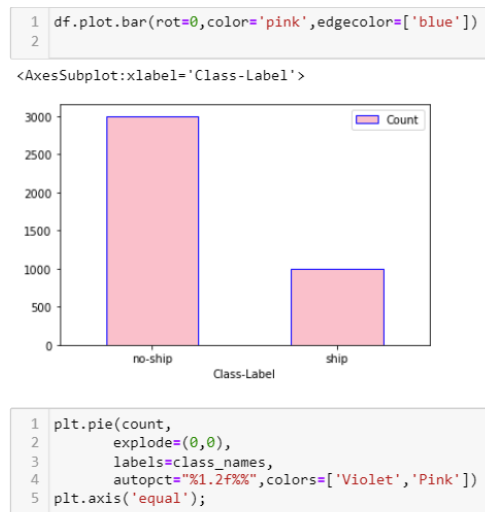 1 df.plot.bar(rot=0,color='pink',edgecolor=['blue'])
2
<AxesSubplot:xlabel='Class-Label'>
3000
2500
2000
1500
1000
500
0
Count
no-ship ship
Class-Label
1 plt.pie(count,
2 explode=(0,0),
3 labels=class_names,
4 autopct="%1.2f%%",colors=['Violet','Pink'])
5 plt.axis('equal');